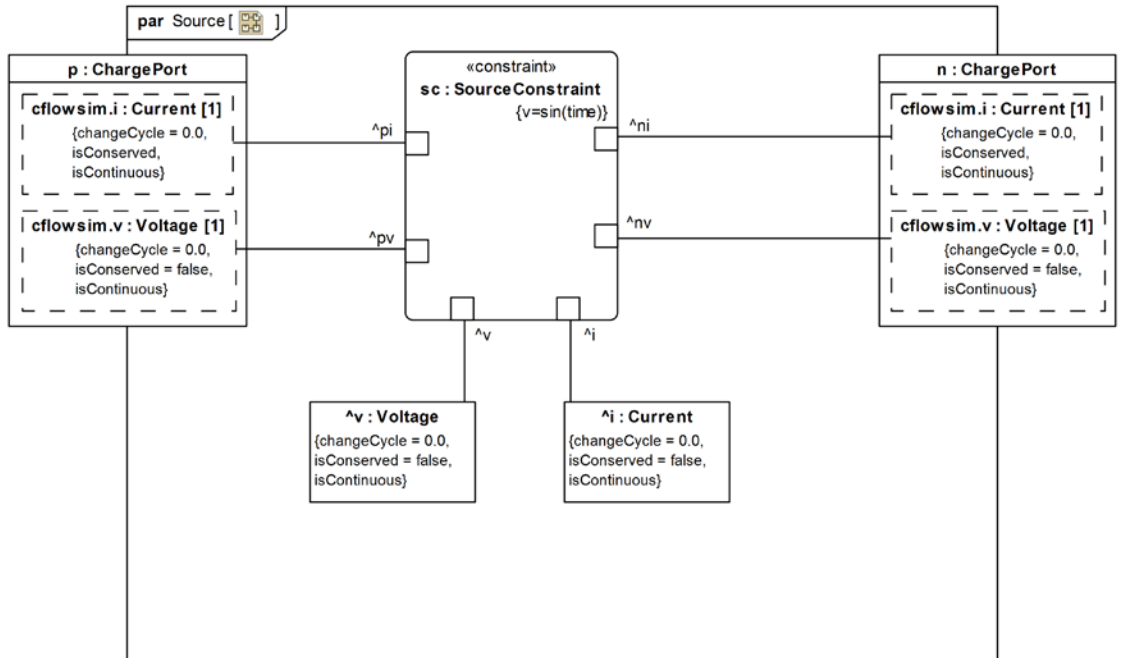 par Source [ ]
p : ChargePort
cflowsim.i : Current [1]
{changeCycle = 0.0,
isConserved,
isContinuous}
cflowsim.v : Voltage [1]
{changeCycle = 0.0,
isConserved = false,
isContinuous}
«constraint»
sc : SourceConstraint
{v=sin(time)}
^pi
^pv
^ni
^nv
^v
^i
n : ChargePort
cflowsim.i : Current [1]
{changeCycle = 0.0,
isConserved,
isContinuous}
cflowsim.v : Voltage [1]
{changeCycle = 0.0,
isConserved = false,
isContinuous}
^v : Voltage
{changeCycle = 0.0,
isConserved = false,
isContinuous}
^i : Current
{changeCycle = 0.0,
isConserved = false,
isContinuous}